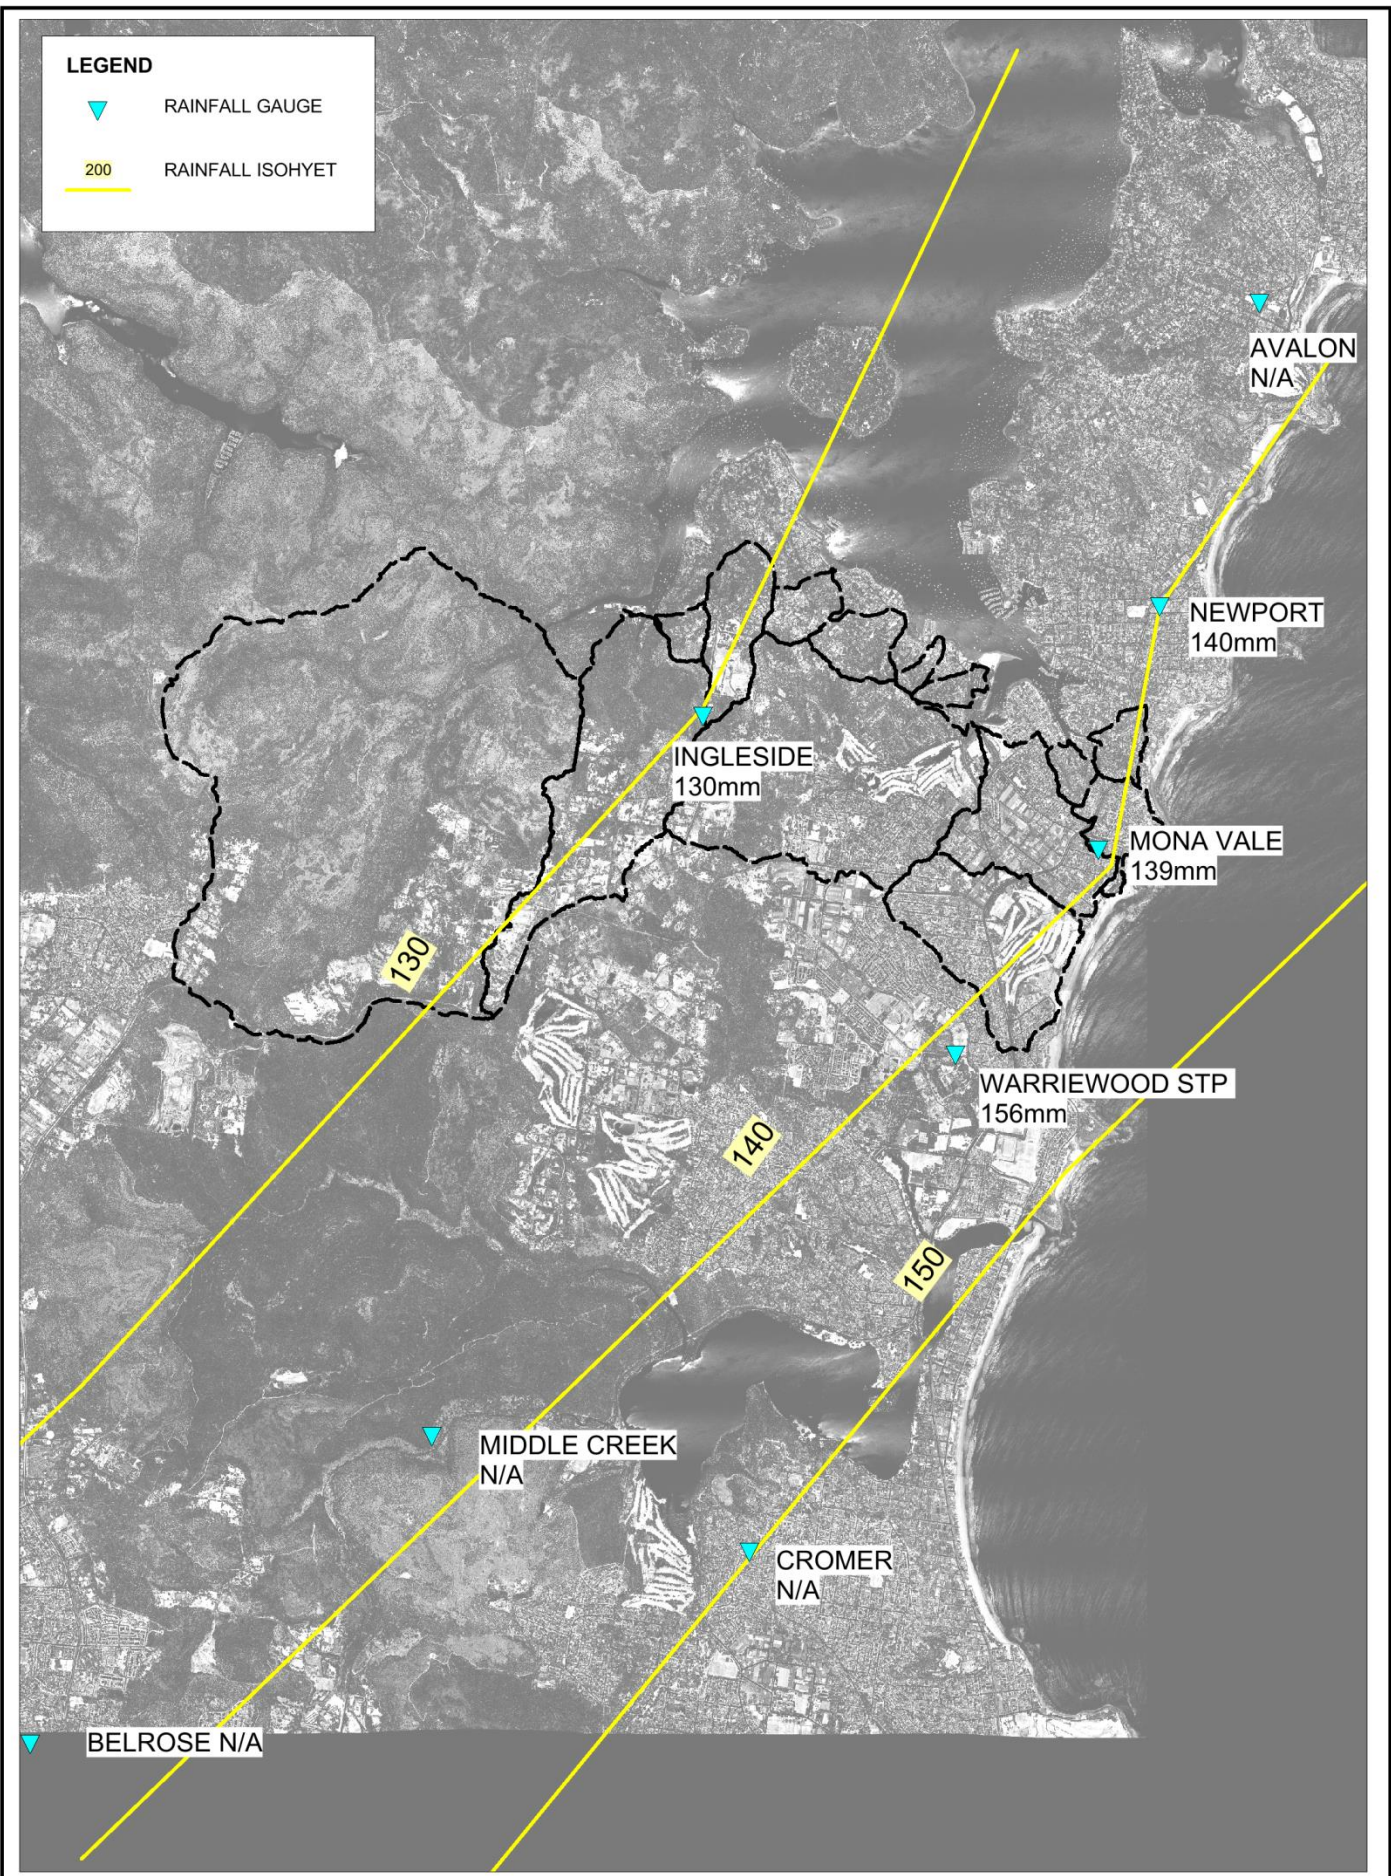 LEGEND
RAINFALL GAUGE
200
RAINFALL ISOHYET
AVALON
N/A
NEWPORT
140mm
INGLESIDE
130mm
MONA VALE
139mm
130
WARRIEWOOD STP
156mm
140
150
MIDDLE CREEK
N/A
CROMER
N/A
BELROSE N/A